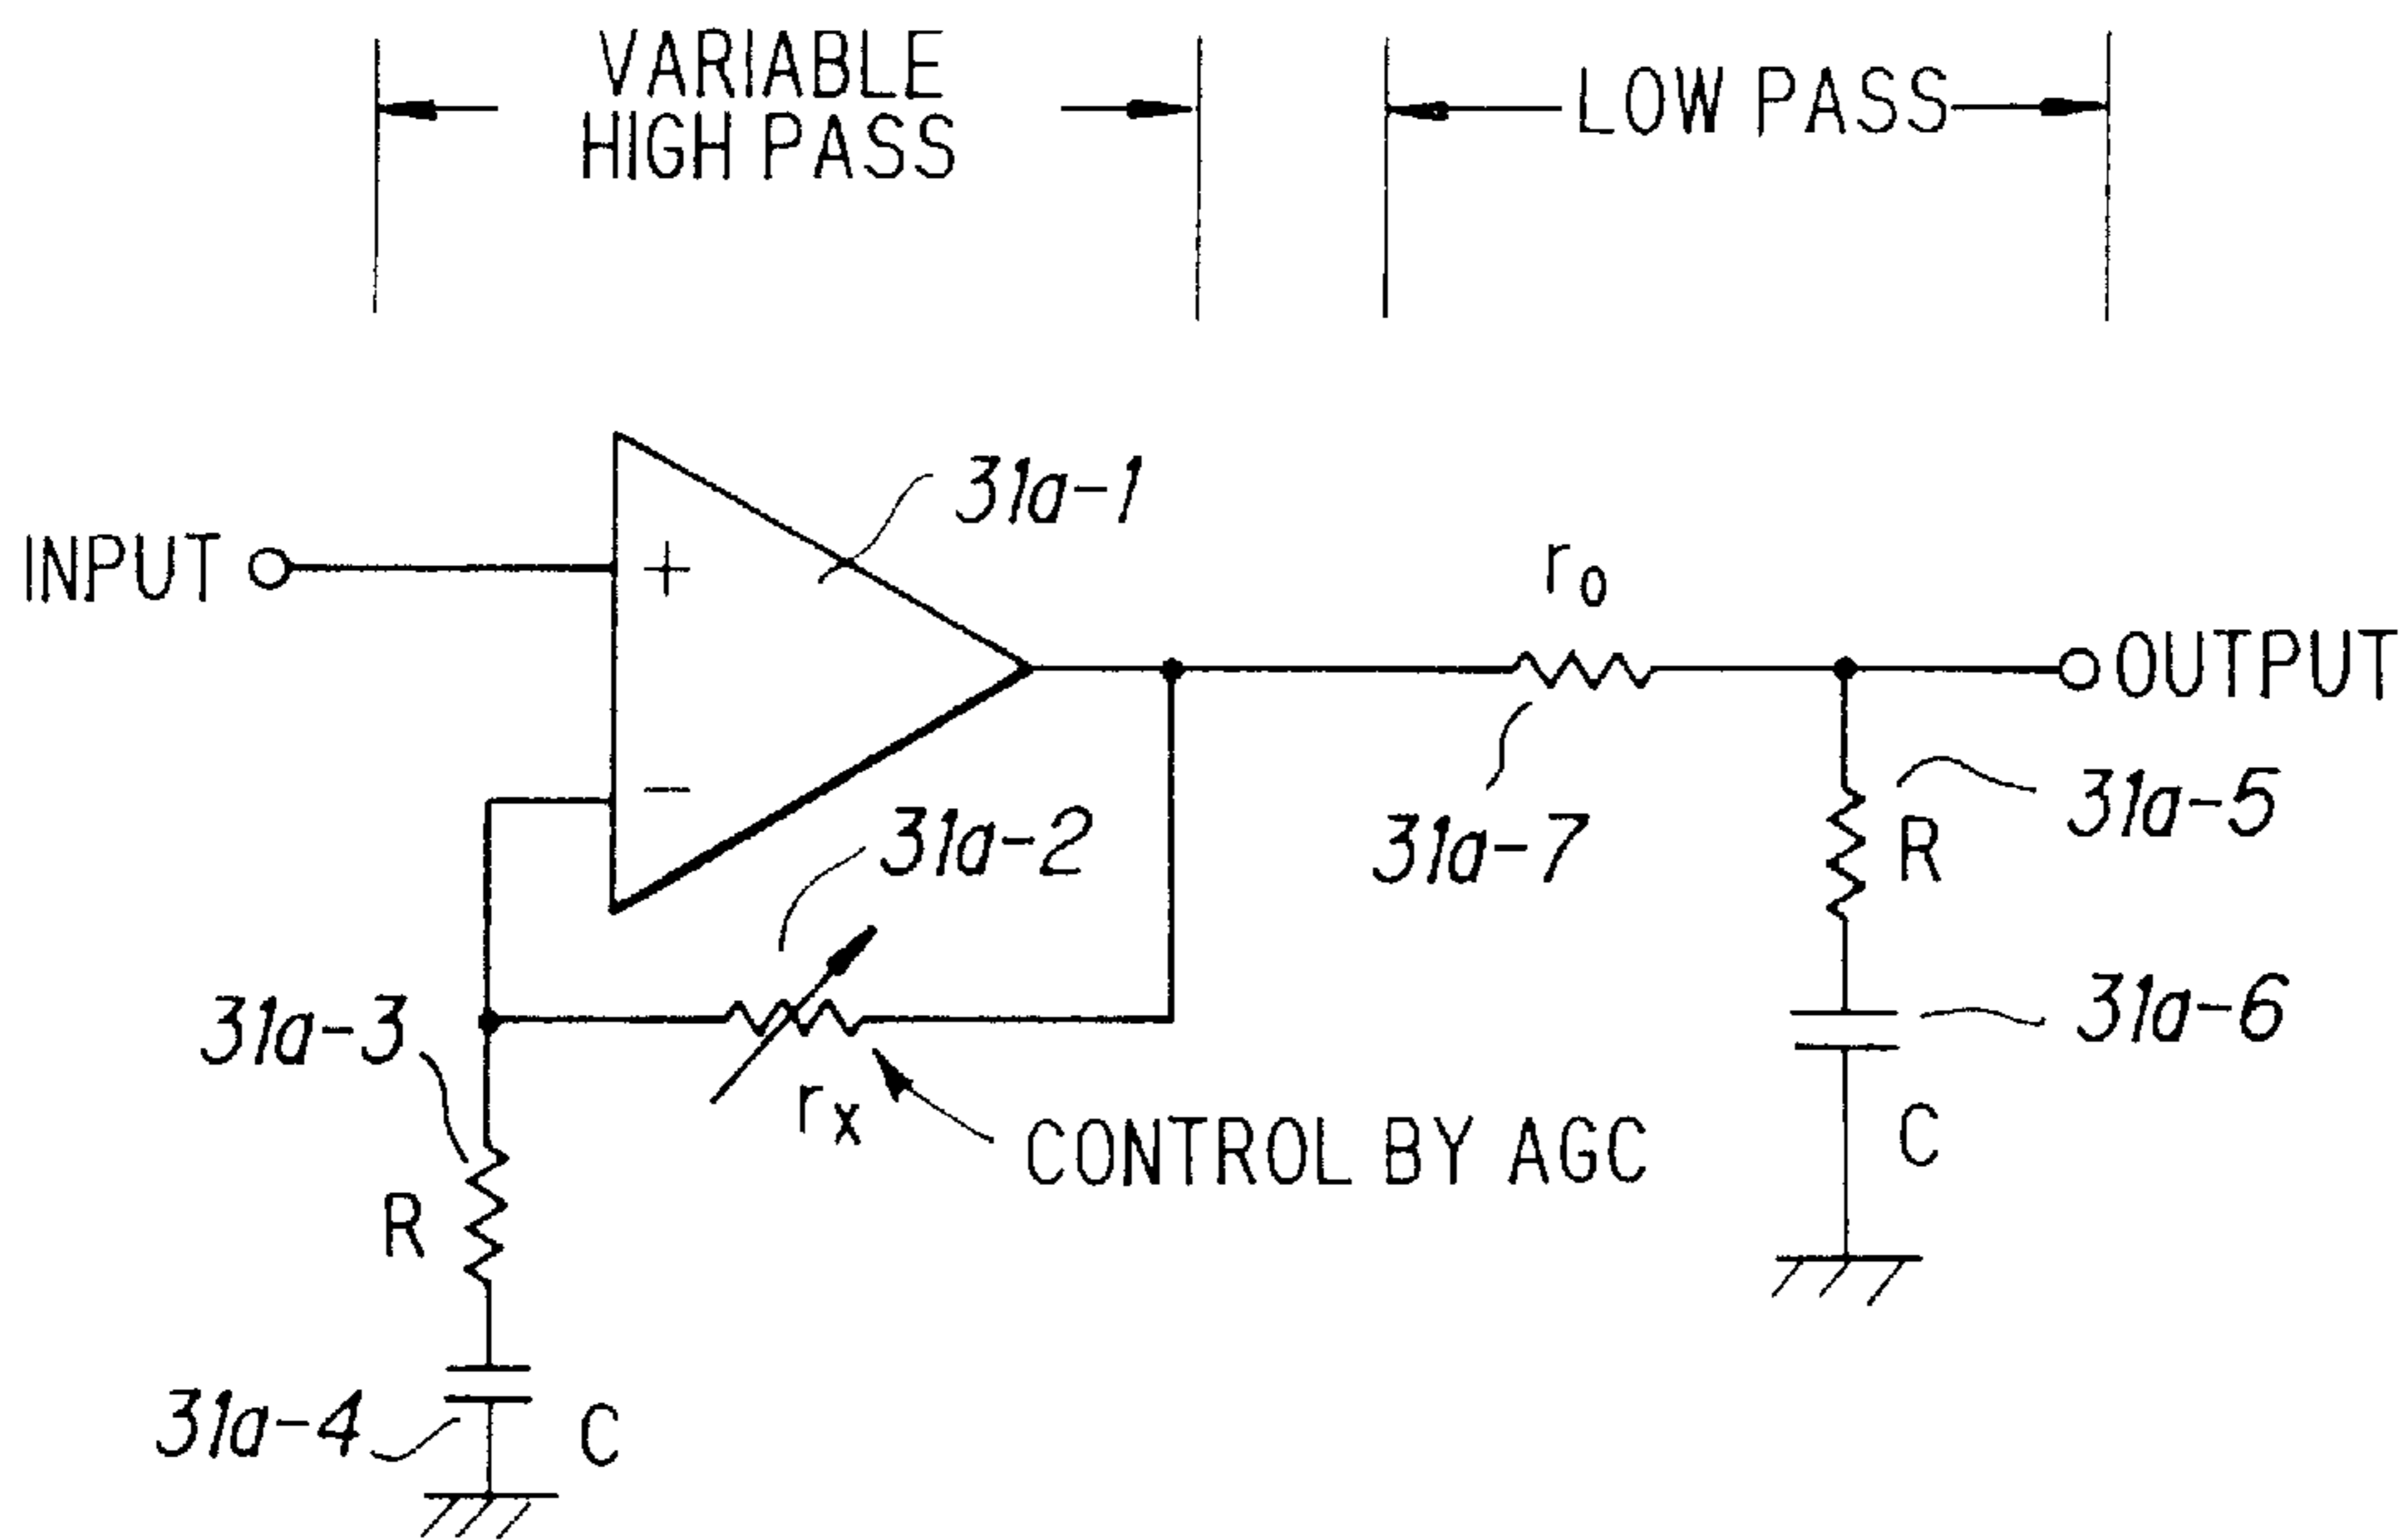 VARIABLE
HIGH PASS
LOW PASS
31a-1
INPUT
+
r0
OUTPUT
-
31a-2
31a-7
31a-5
R
31a-3
31a-6
rX
CONTROL BY AGC
C
R
31a-4
C